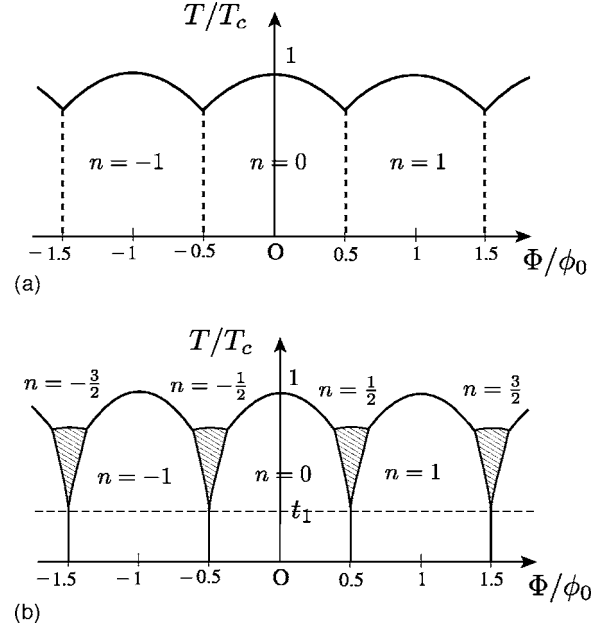 T/T_c
1
n = −1
n = 0
n = 1
−1.5
−1
−0.5
O
0.5
1
1.5
Φ/ϕ_0
(a)
T/T_c
n = −3/2
n = −1/2
1
n = 1/2
n = 3/2
n = −1
n = 0
n = 1
t_1
−1.5
−1
−0.5
O
0.5
1
1.5
Φ/ϕ_0
(b)